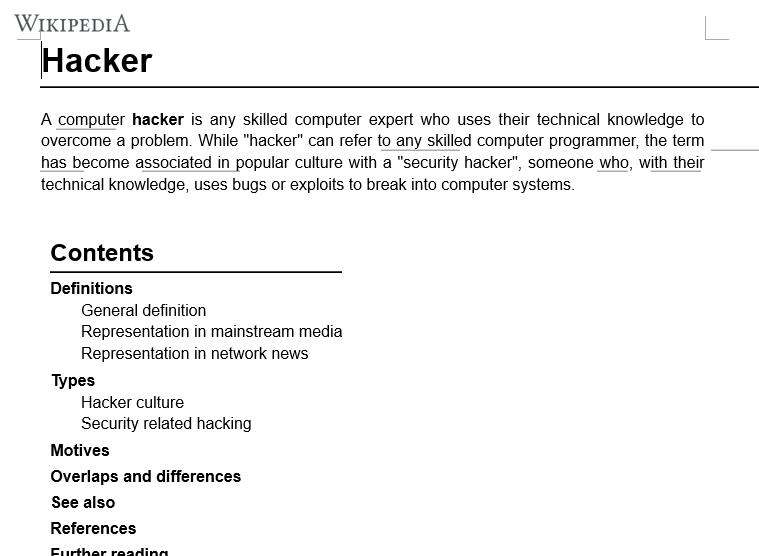 WIKIPEDIA
Hacker
A computer hacker is any skilled computer expert who uses their technical knowledge to
overcome a problem. While "hacker" can refer to any skilled computer programmer, the term
has become associated in popular culture with a "security hacker", someone who, with their
technical knowledge, uses bugs or exploits to break into computer systems.
Contents
Definitions
General definition
Representation in mainstream media
Representation in network news
Types
Hacker culture
Security related hacking
Motives
Overlaps and differences
See also
References
Further reading